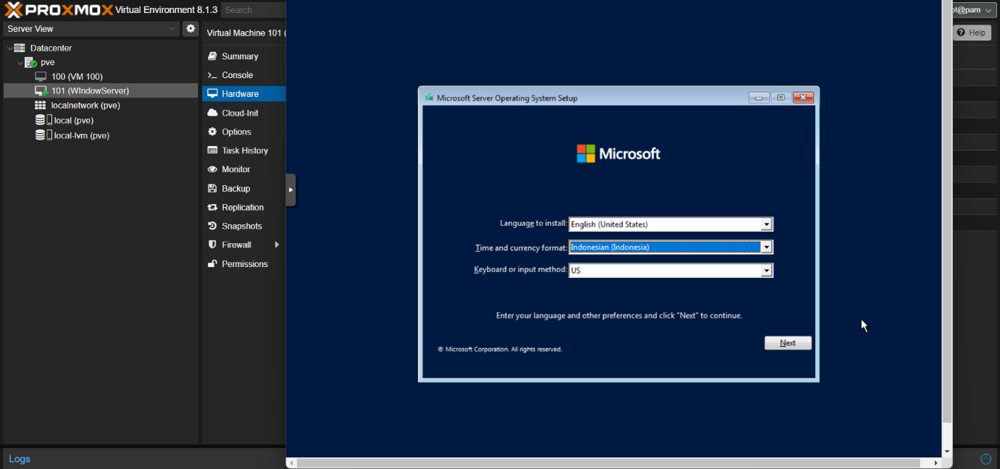 PROXMOX Virtual Environment 8.1.3 Search
Server View
Datacenter
pve
100 (VM 100)
101 (WIndowServer)
localnetwork (pve)
local (pve)
local-lvm (pve)
Virtual Machine 101 (
Summary
Console
Hardware
Cloud-Init
Options
Task History
Monitor
Backup
Replication
Snapshots
Firewall
Permissions
Microsoft Server Operating System Setup
Microsoft
Language to install: English (United States)
Time and currency format: Indonesian (Indonesia)
Keyboard or input method: US
Enter your language and other preferences and click "Next" to continue.
Next
© Microsoft Corporation. All rights reserved.
@pam
Help
Logs